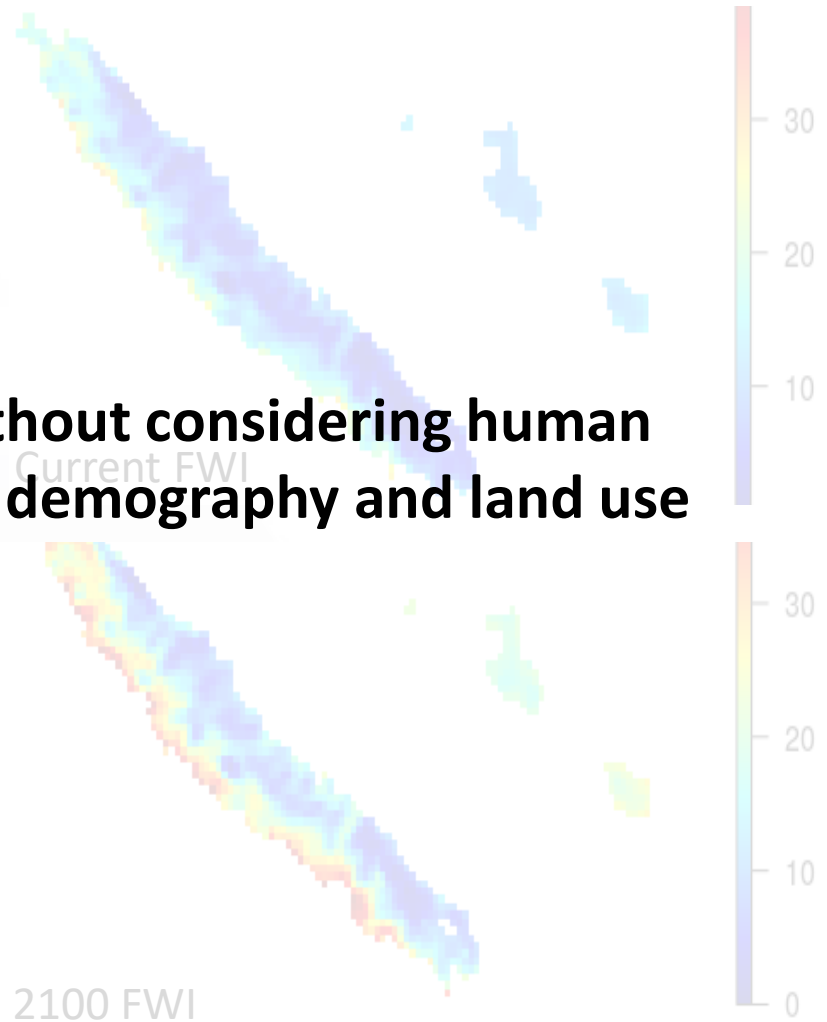 30
20
10
thout considering human
Current FWI
demography and land use
30
20
10
2100 FWI
0